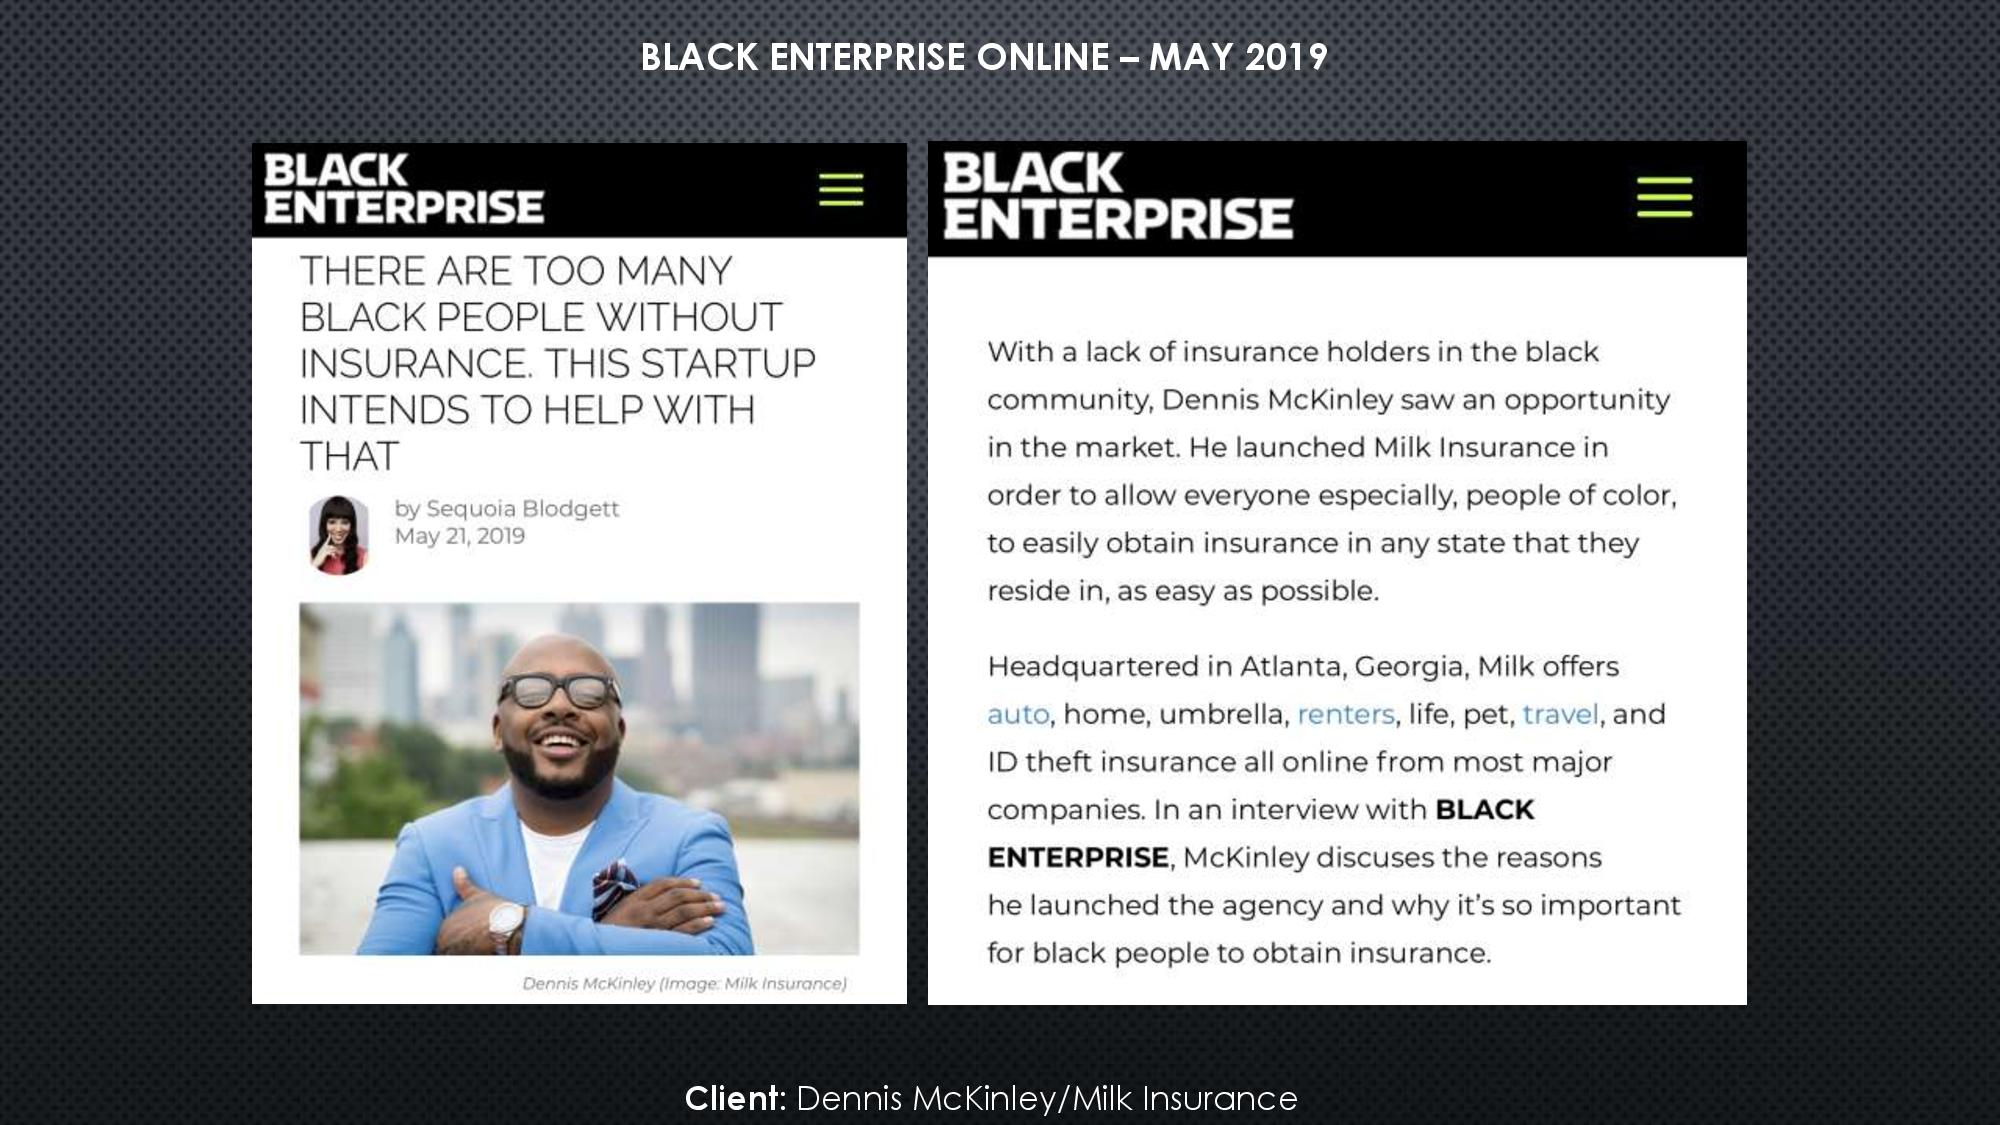 BLACK ENTERPRISE ONLINE – MAY 2019
BLACK
ENTERPRISE
THERE ARE TOO MANY
BLACK PEOPLE WITHOUT
INSURANCE. THIS STARTUP
INTENDS TO HELP WITH
THAT
by Sequoia Blodgett
May 21, 2019
Dennis McKinley (Image: Milk Insurance)
BLACK
ENTERPRISE
With a lack of insurance holders in the black
community, Dennis McKinley saw an opportunity
in the market. He launched Milk Insurance in
order to allow everyone especially, people of color,
to easily obtain insurance in any state that they
reside in, as easy as possible.
Headquartered in Atlanta, Georgia, Milk offers
auto, home, umbrella, renters, life, pet, travel, and
ID theft insurance all online from most major
companies. In an interview with BLACK
ENTERPRISE, McKinley discuses the reasons
he launched the agency and why it's so important
for black people to obtain insurance.
Client: Dennis McKinley/Milk Insurance